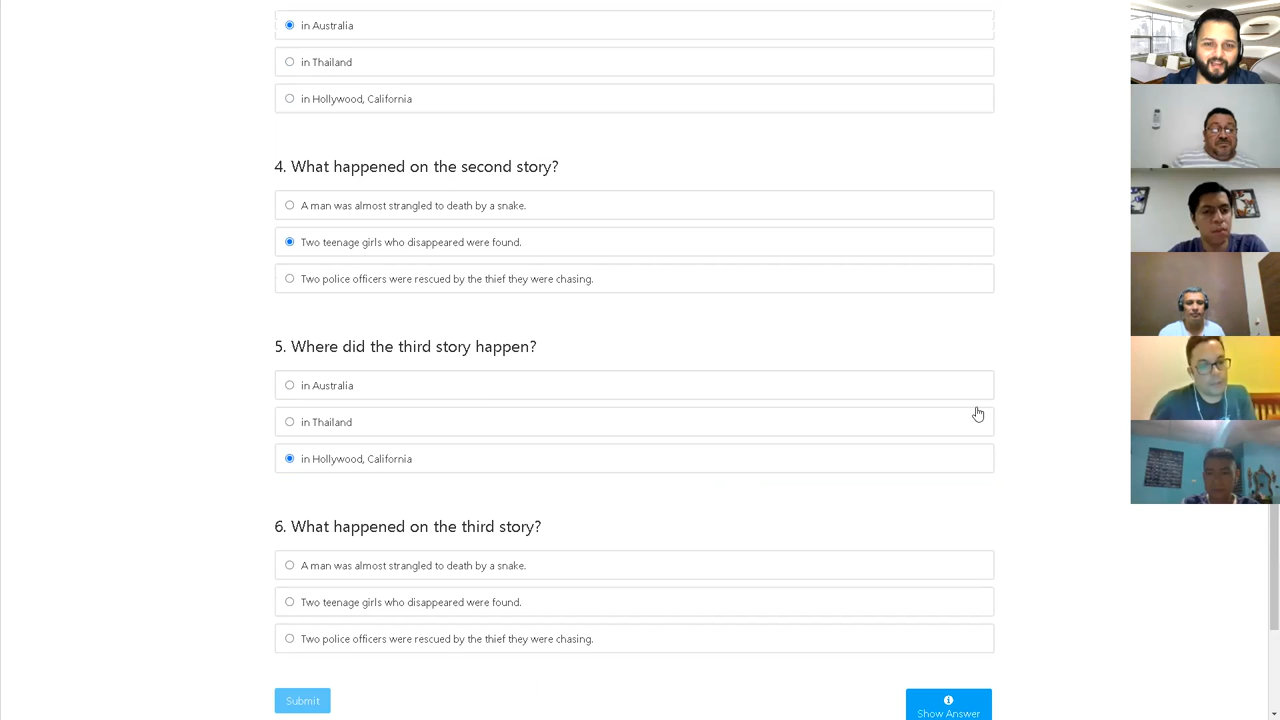 in Australia
in Thailand
in Hollywood, California
4. What happened on the second story?
A man was almost strangled to death by a snake.
Two teenage girls who disappeared were found.
Two police officers were rescued by the thief they were chasing.
5. Where did the third story happen?
in Australia
in Thailand
in Hollywood, California
6. What happened on the third story?
A man was almost strangled to death by a snake.
Two teenage girls who disappeared were found.
Two police officers were rescued by the thief they were chasing.
Submit
Show Answer